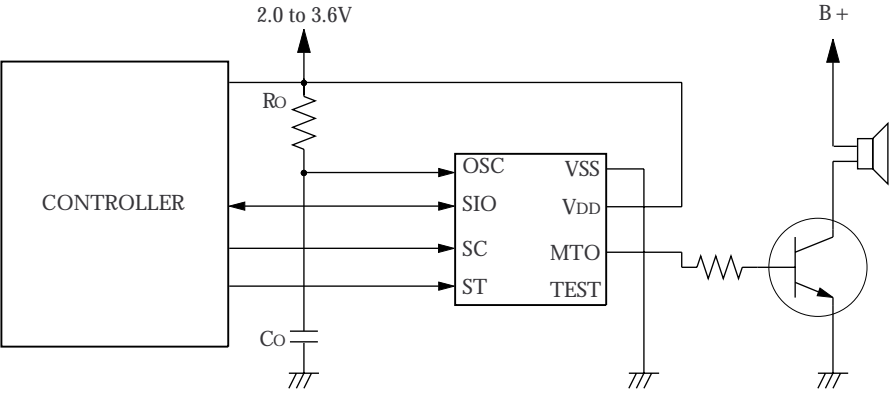 2.0 to 3.6V
B +
RO
OSC
VSS
CONTROLLER
SIO
VDD
SC
MTO
ST
TEST
CO